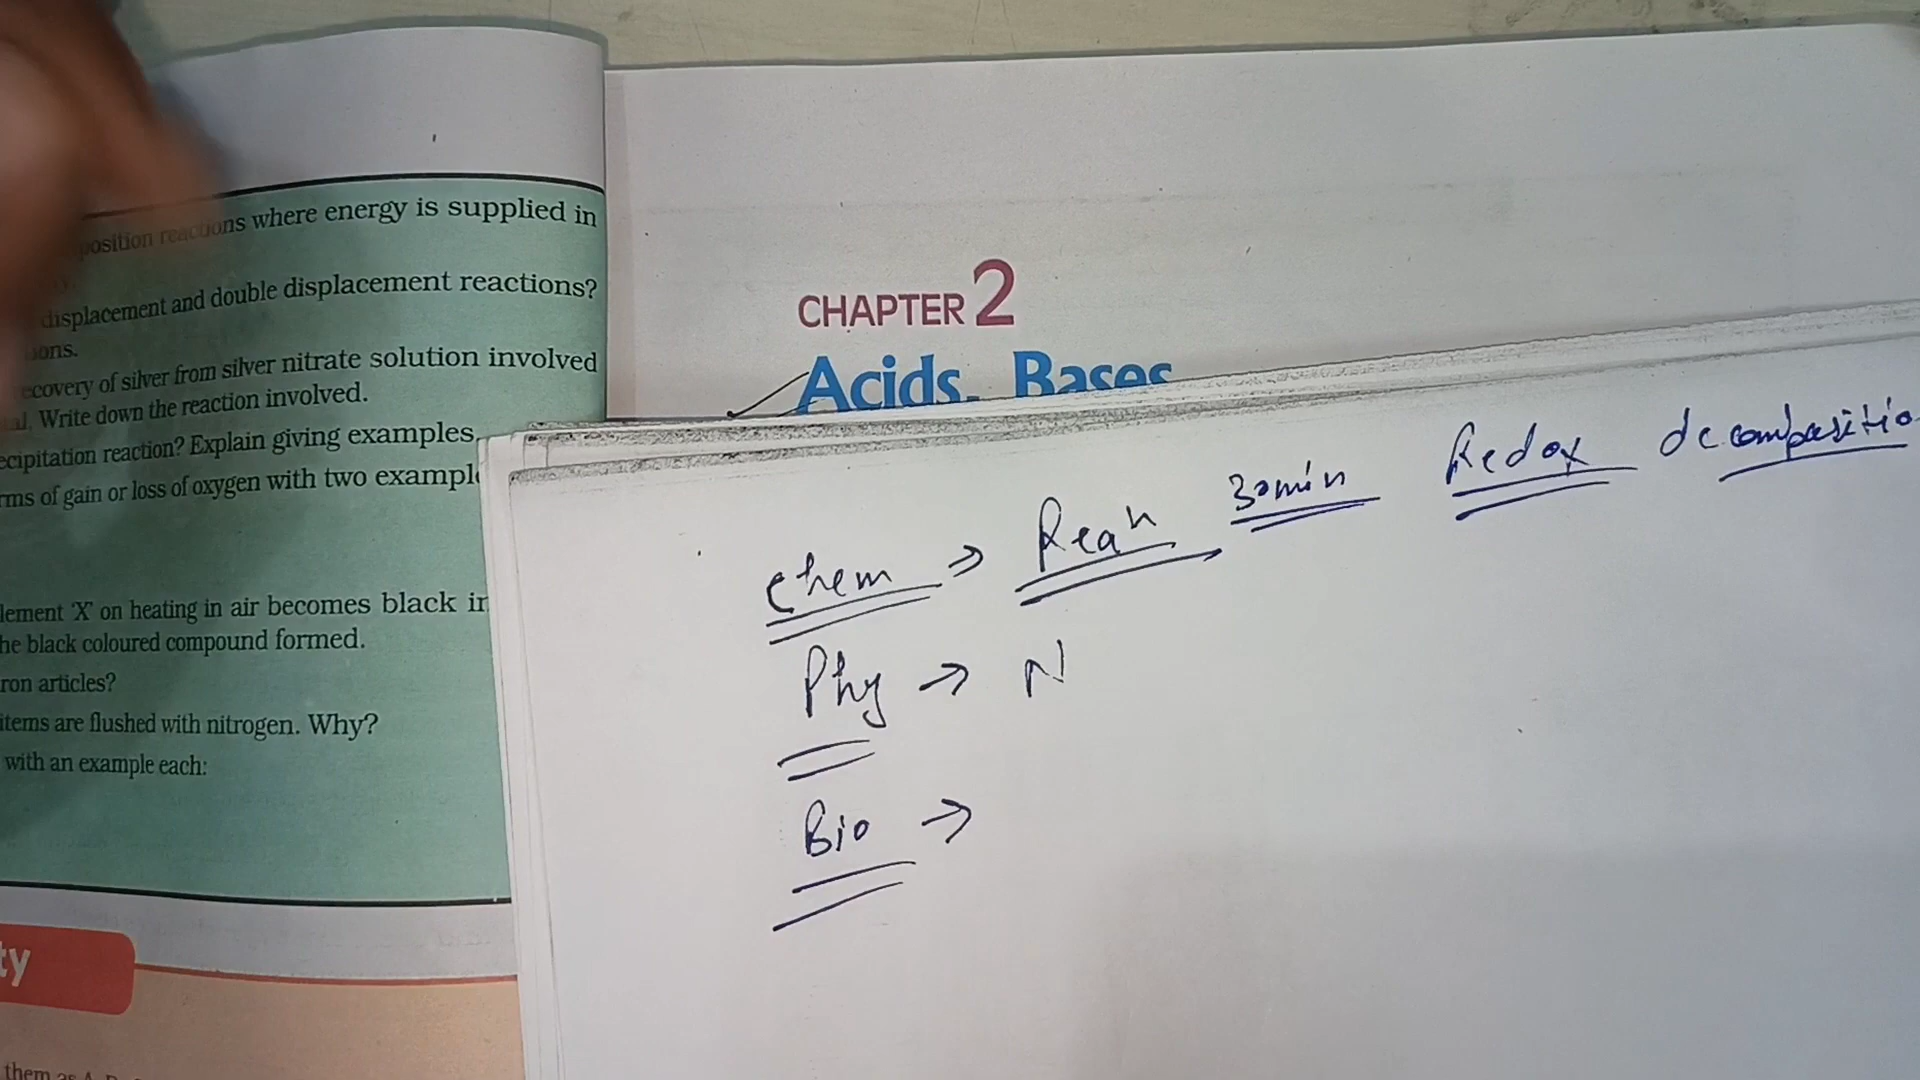 position reactions where energy is supplied in
displacement and double displacement reactions?
ecovery of silver from silver nitrate solution involved
al. Write down the reaction involved.
ecipitation reaction? Explain giving examples.
rms of gain or loss of oxygen with two example
lement 'X' on heating in air becomes black in
he black coloured compound formed.
ron articles?
items are flushed with nitrogen. Why?
with an example each:
ty
them as A, B,
CHAPTER 2
Acids, Bases
Chem → Reaⁿ 30min Redox decompositio
Phy → N
Bio →